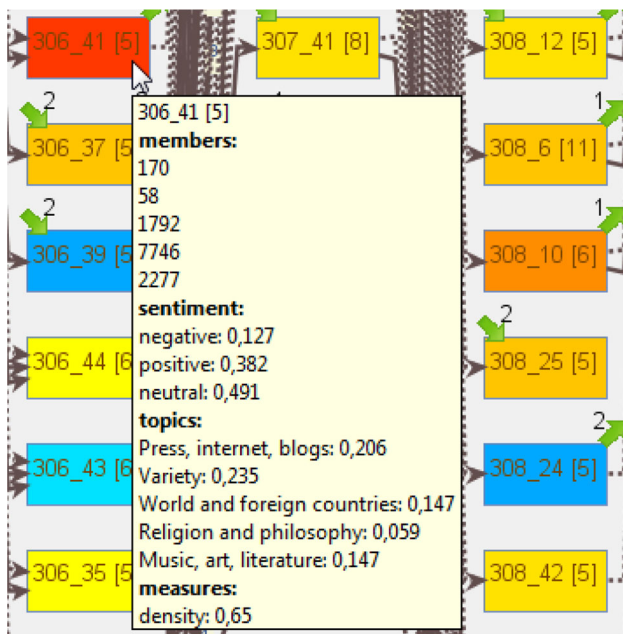 306_41 [5]
307_41 [8]
308_12 [5]
2
306_37 [5
1
308_6 [11]
306_41 [5]
members:
170
58
1792
7746
2277
sentiment:
negative: 0,127
positive: 0,382
neutral: 0,491
topics:
Press, internet, blogs: 0,206
Variety: 0,235
World and foreign countries: 0,147
Religion and philosophy: 0,059
Music, art, literature: 0,147
measures:
density: 0,65
2
306_39 [5
1
308_10 [6]
306_44 [6
2
308_25 [5]
306_43 [6
2
308_24 [5]
306_35 [5
308_42 [5]